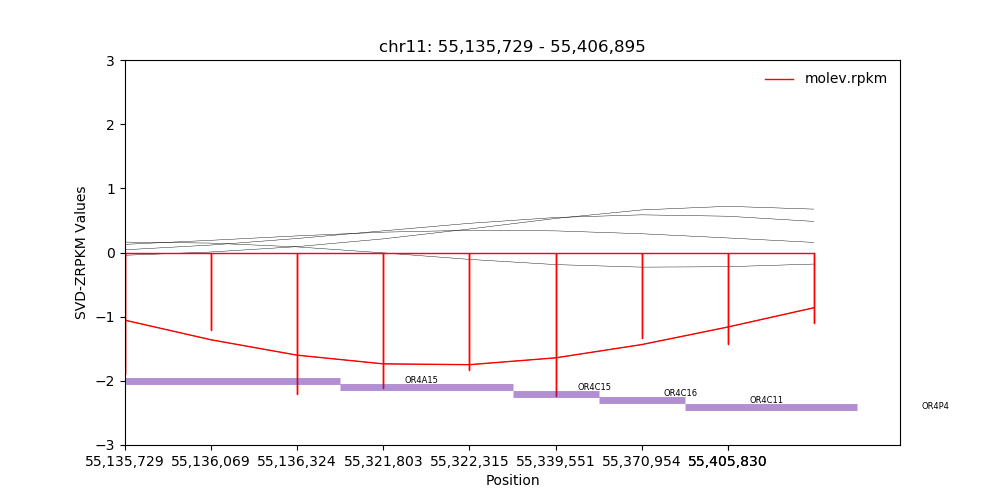 chr11: 55,135,729 - 55,406,895
molev.rpkm
SVD-ZRPKM Values
3
2
1
0
−1
−2
−3
OR4A15
OR4C15
OR4C16
OR4C11
OR4P4
55,135,729 55,136,069 55,136,324 55,321,803 55,322,315 55,339,551 55,370,954 55,405,830
Position